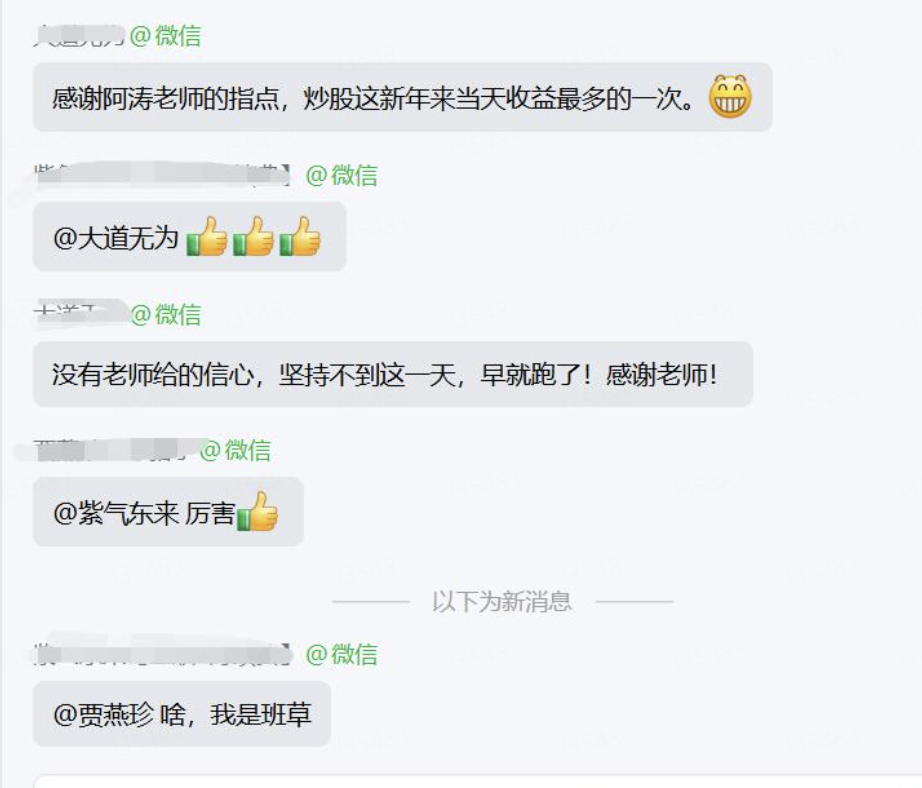 @微信
感谢阿涛老师的指点，炒股这新年来当天收益最多的一次。
@微信
@大道无为
@微信
没有老师给的信心，坚持不到这一天，早就跑了！感谢老师！
@微信
@紫气东来 厉害
以下为新消息
@微信
@贾燕珍 啥，我是班草